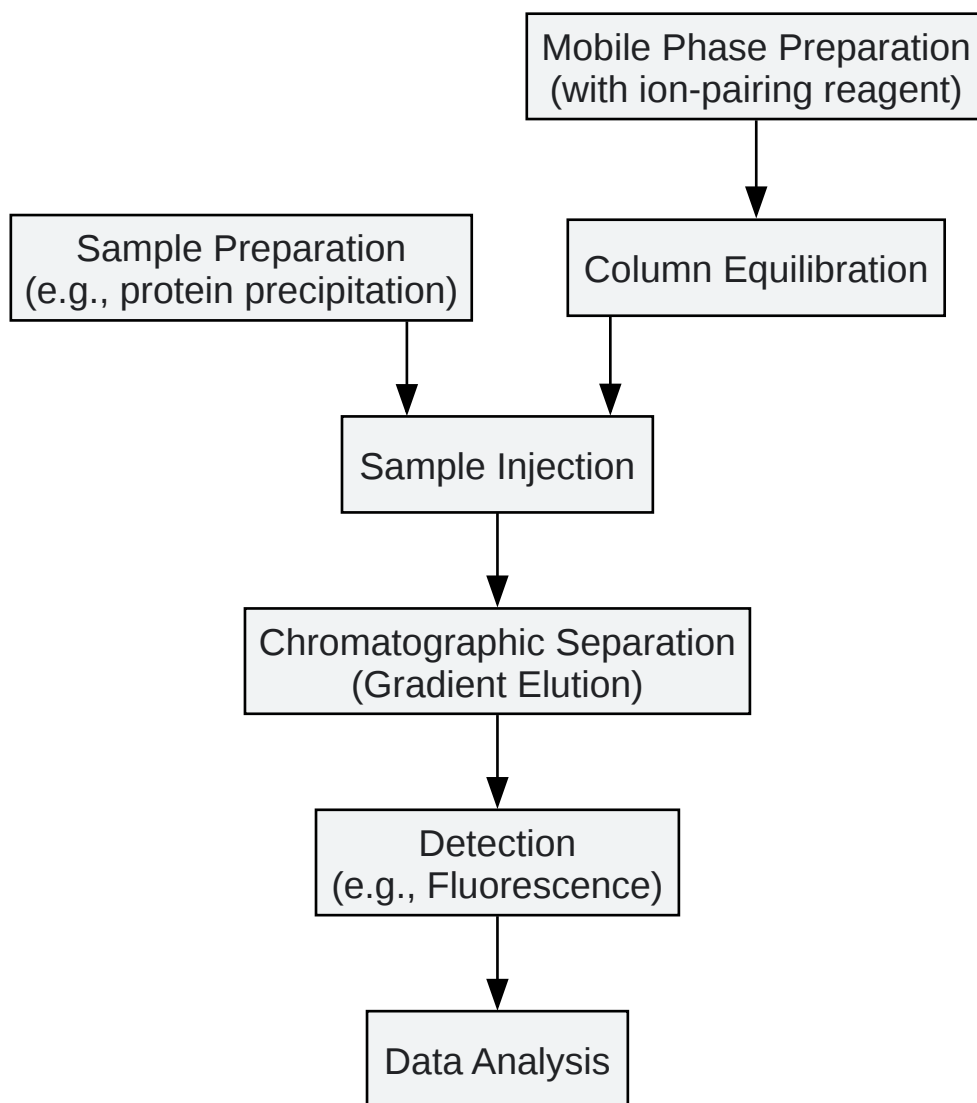 Mobile Phase Preparation
(with ion-pairing reagent)
Sample Preparation
(e.g., protein precipitation)
Column Equilibration
Sample Injection
Chromatographic Separation
(Gradient Elution)
Detection
(e.g., Fluorescence)
Data Analysis